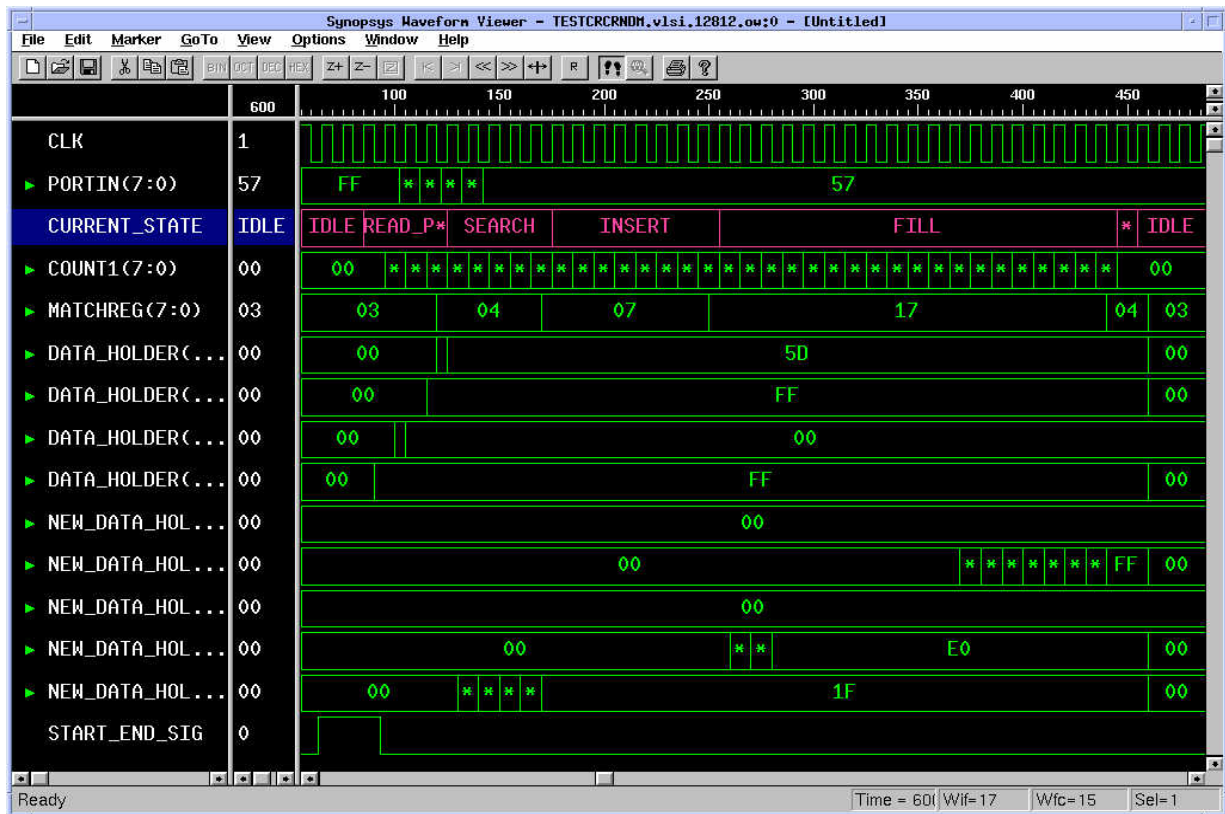 Synopsys Waveform Viewer - TESTCRCRNDM.vlsi.12812.ow:0 - [Untitled]
File Edit Marker GoTo View Options Window Help
BIN OCT DEC HEX Z+ Z- R
600 100 150 200 250 300 350 400 450
CLK 1
PORTIN(7:0) 57 FF * * * * 57
CURRENT_STATE IDLE IDLE READ_P* SEARCH INSERT FILL * IDLE
COUNT1(7:0) 00 00 * * * * * * * * * * * * * * * * * * * * * * * * * * * * * * * * * * * 00
MATCHREG(7:0) 03 03 04 07 17 04 03
DATA_HOLDER(... 00 00 5D 00
DATA_HOLDER(... 00 00 FF 00
DATA_HOLDER(... 00 00 00
DATA_HOLDER(... 00 00 FF 00
NEW_DATA_HOL... 00 00
NEW_DATA_HOL... 00 00 * * * * * * * FF 00
NEW_DATA_HOL... 00 00
NEW_DATA_HOL... 00 00 * * E0 00
NEW_DATA_HOL... 00 00 * * * * 1F 00
START_END_SIG 0
Ready Time = 60( Wif=17 Wfc=15 Sel=1